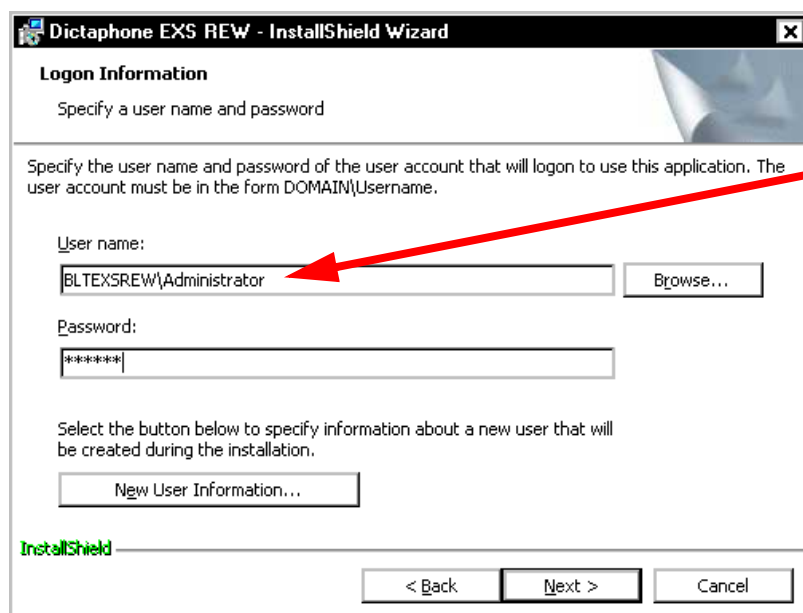 Dictaphone EXS REW - InstallShield Wizard
Logon Information
Specify a user name and password
Specify the user name and password of the user account that will logon to use this application. The
user account must be in the form DOMAIN\Username.
User name:
BLTEXSREW\Administrator
Browse...
Password:
******
Select the button below to specify information about a new user that will
be created during the installation.
New User Information...
InstallShield
< Back
Next >
Cancel